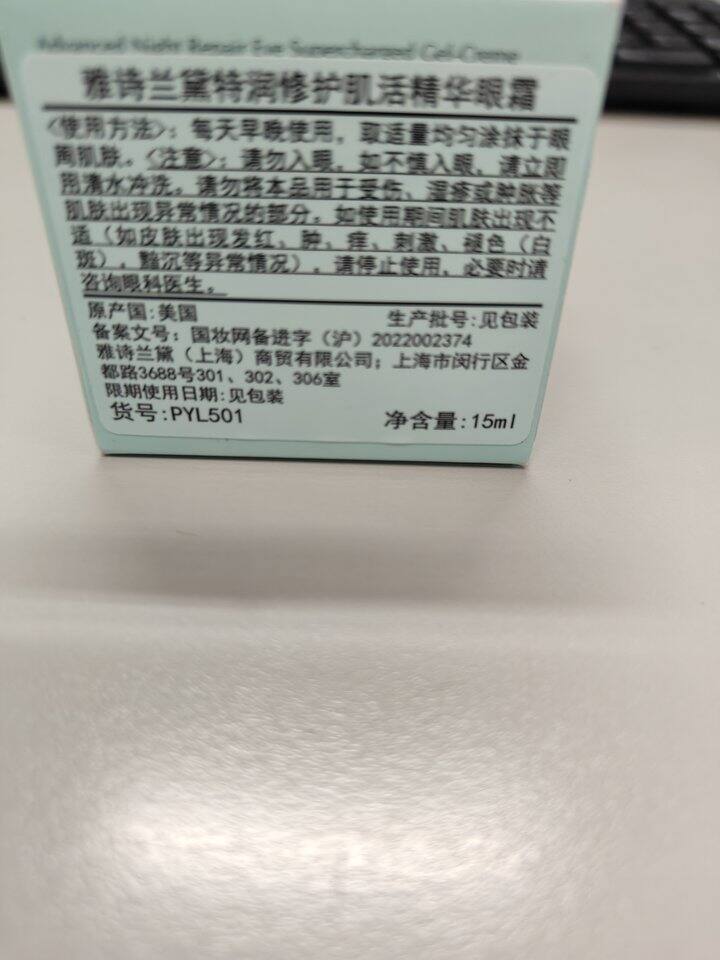 Advanced Night Repair Eye Supercharged Gel-Creme
雅诗兰黛特润修护肌活精华眼霜
<使用方法>：每天早晚使用，取适量均匀涂抹于眼
周肌肤。<注意>：请勿入眼，如不慎入眼，请立即
用清水冲洗。请勿将本品用于受伤、湿疹或肿胀等
肌肤出现异常情况的部分。如使用期间肌肤出现不
适（如皮肤出现发红、肿、痒、刺激、褪色（白
斑）、黯沉等异常情况），请停止使用，必要时请
咨询眼科医生。
原产国:美国 生产批号:见包装
备案文号：国妆网备进字（沪）2022002374
雅诗兰黛（上海）商贸有限公司；上海市闵行区金
都路3688号301、302、306室
限期使用日期:见包装
货号:PYL501 净含量:15ml